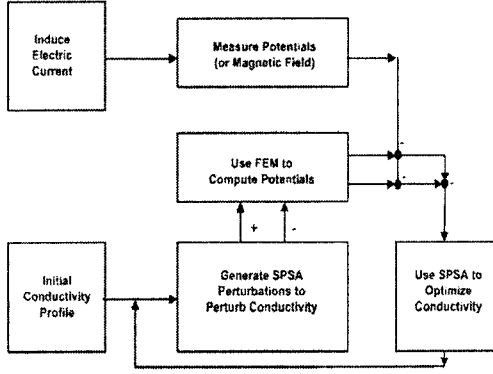 Induce
Electric
Current
Measure Potentials
(or Magnetic Field)
Use FEM to
Compute Potentials
+ -
Initial
Conductivity
Profile
Generate SPSA
Perturbations to
Perturb Conductivity
Use SPSA to
Optimize
Conductivity